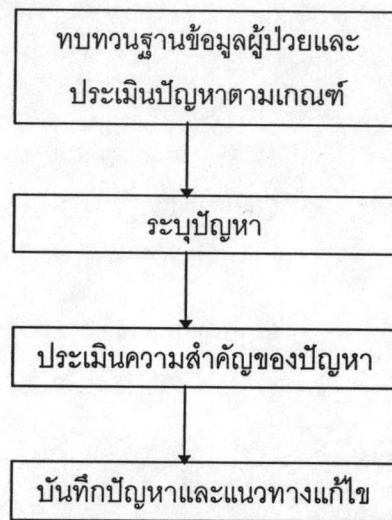 ทบทวนฐานข้อมูลผู้ป่วยและ
ประเมินปัญหาตามเกณฑ์
ระบุปัญหา
ประเมินความสำคัญของปัญหา
บันทึกปัญหาและแนวทางแก้ไข